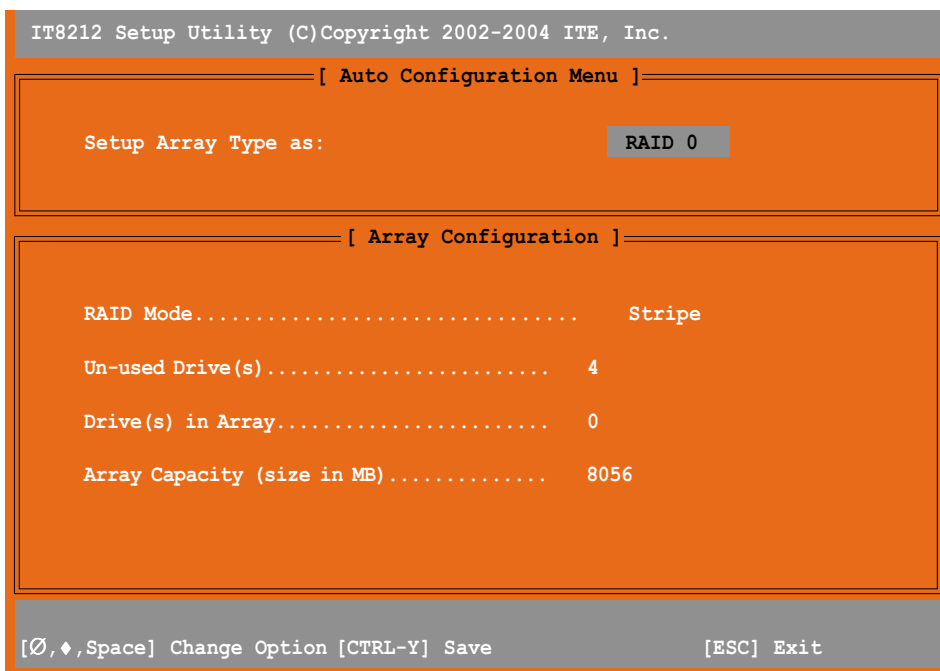 IT8212 Setup Utility (C)Copyright 2002-2004 ITE, Inc.
[ Auto Configuration Menu ]
Setup Array Type as: RAID 0
[ Array Configuration ]
RAID Mode................................ Stripe
Un-used Drive(s)......................... 4
Drive(s) in Array........................ 0
Array Capacity (size in MB).............. 8056
[Ø,♦,Space] Change Option [CTRL-Y] Save [ESC] Exit